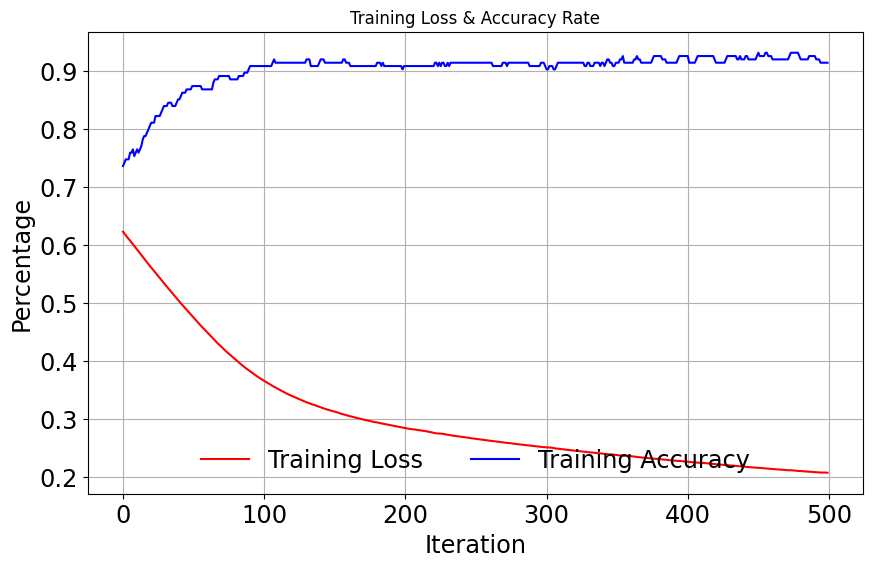 Training Loss & Accuracy Rate
0.9
0.8
0.7
0.6
0.5
0.4
0.3
0.2
Percentage
Training Loss
Training Accuracy
0 100 200 300 400 500
Iteration